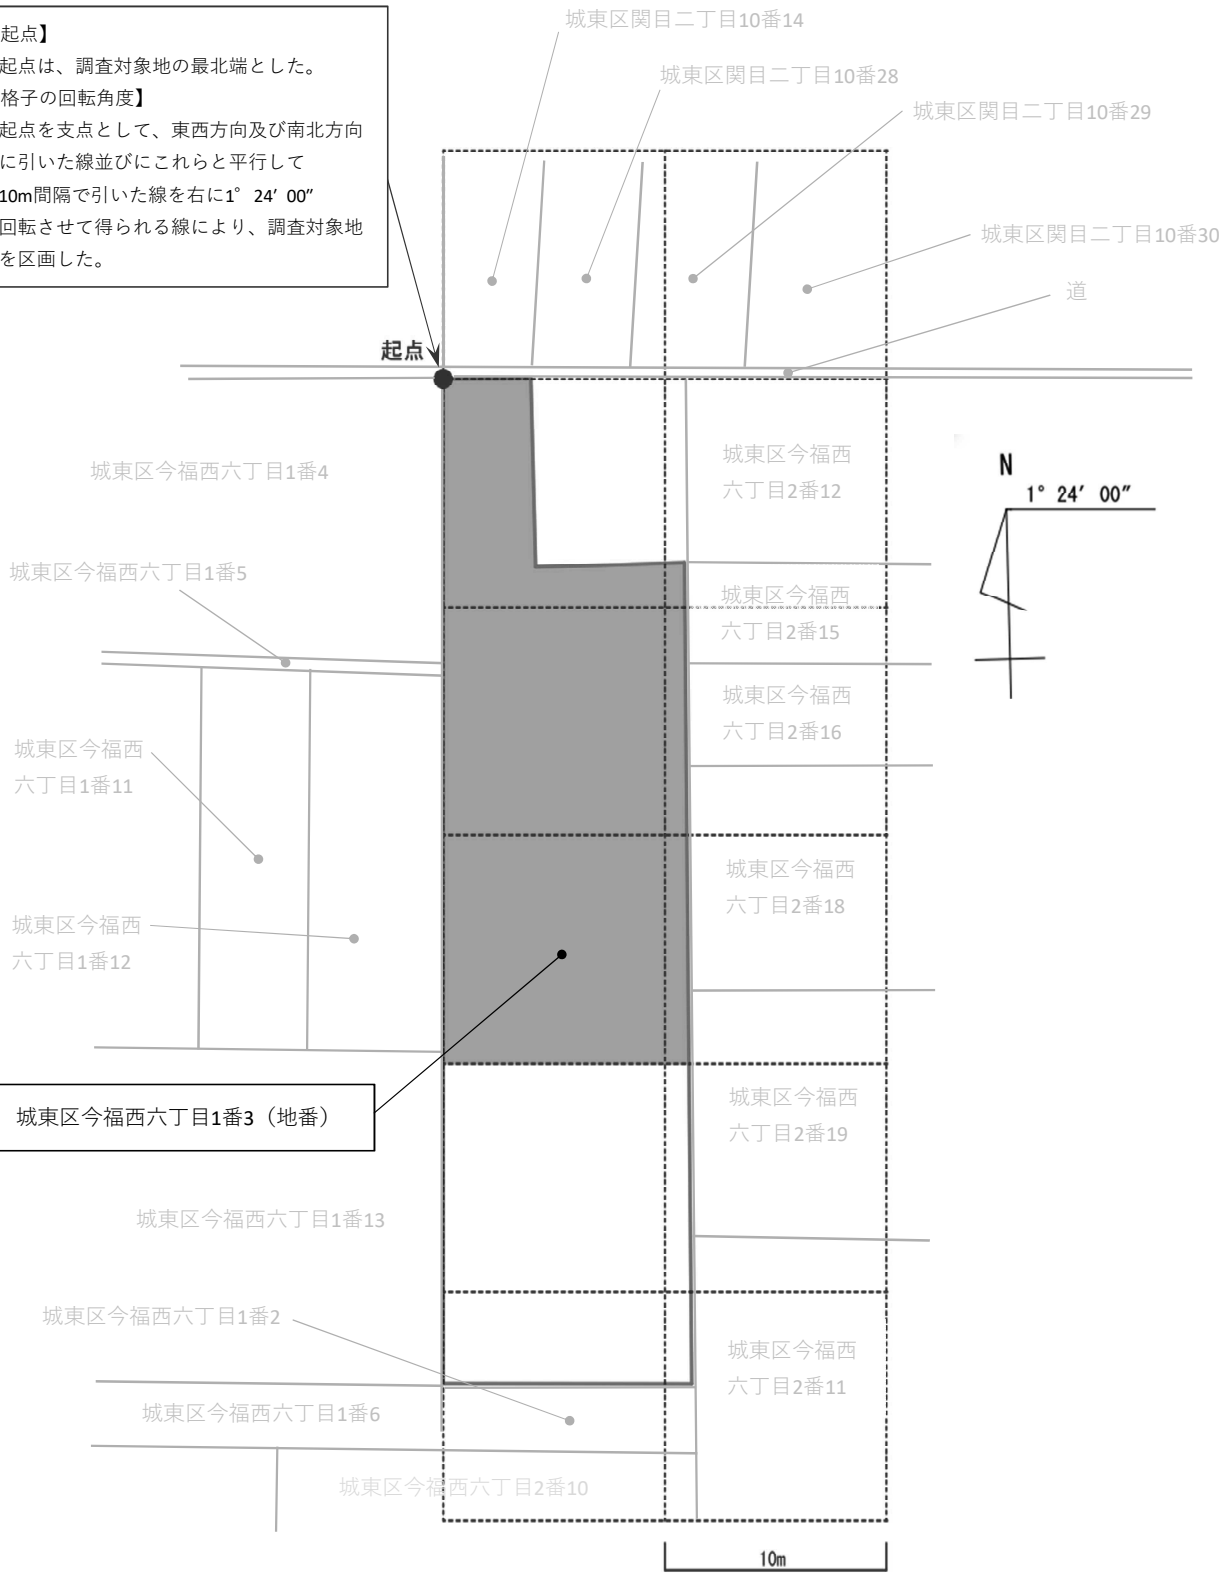 起点】
起点は、調査対象地の最北端とした。
格子の回転角度】
起点を支点として、東西方向及び南北方向
に引いた線並びにこれらと平行して
10m間隔で引いた線を右に1°24′00″
回転させて得られる線により、調査対象地
を区画した。
城東区関目二丁目10番14
城東区関目二丁目10番28
城東区関目二丁目10番29
城東区関目二丁目10番30
道
起点
城東区今福西六丁目1番4
城東区今福西
六丁目2番12
N
1°24′00″
城東区今福西六丁目1番5
城東区今福西
六丁目2番15
城東区今福西
六丁目2番16
城東区今福西
六丁目1番11
城東区今福西
六丁目2番18
城東区今福西
六丁目1番12
城東区今福西六丁目1番3（地番）
城東区今福西
六丁目2番19
城東区今福西六丁目1番13
城東区今福西六丁目1番2
城東区今福西
六丁目2番11
城東区今福西六丁目1番6
城東区今福西六丁目2番10
10m